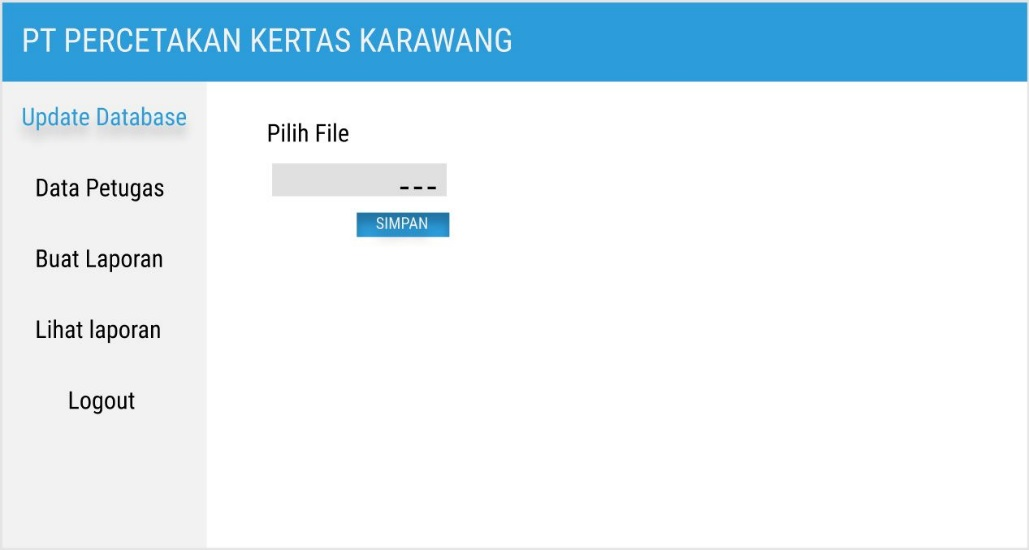 PT PERCETAKAN KERTAS KARAWANG
Update Database
Data Petugas
Buat Laporan
Lihat laporan
Logout
Pilih File
---
SIMPAN